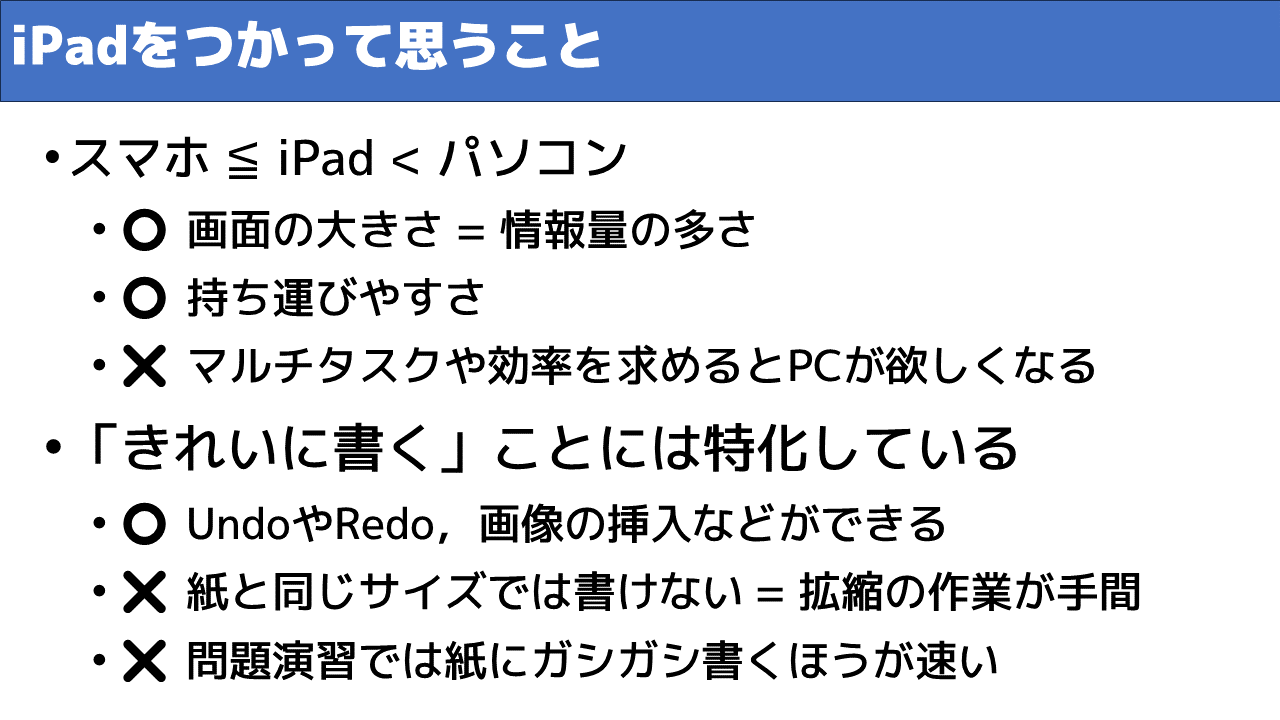 iPadをつかって思うこと
•スマホ ≦ iPad < パソコン
• ⭕ 画面の大きさ = 情報量の多さ
• ⭕ 持ち運びやすさ
• ❌ マルチタスクや効率を求めるとPCが欲しくなる
•「きれいに書く」ことには特化している
• ⭕ UndoやRedo，画像の挿入などができる
• ❌ 紙と同じサイズでは書けない = 拡縮の作業が手間
• ❌ 問題演習では紙にガシガシ書くほうが速い